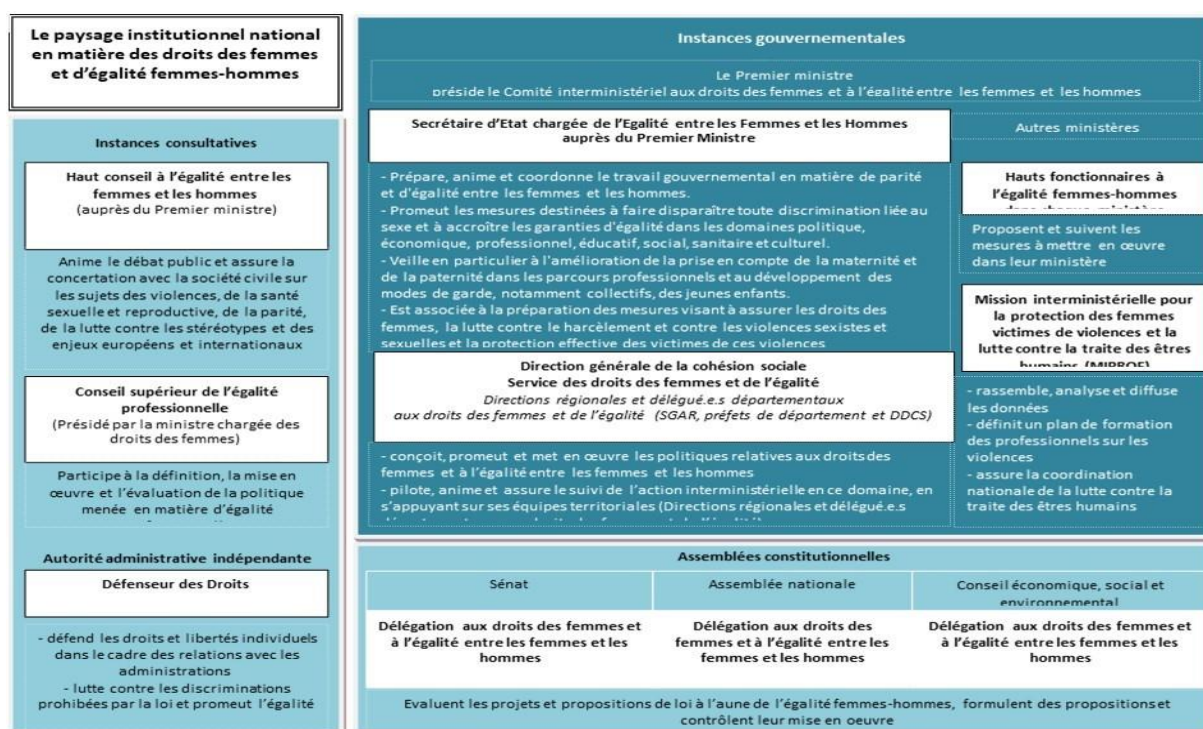 Le paysage institutionnel national
en matière des droits des femmes
et d'égalité femmes-hommes
Instances consultatives
Haut conseil à l'égalité entre les
femmes et les hommes
(auprès du Premier ministre)
Anime le débat public et assure la
concertation avec la société civile sur
les sujets des violences, de la santé
sexuelle et reproductive, de la parité,
de la lutte contre les stéréotypes et des
enjeux européens et internationaux
Conseil supérieur de l'égalité
professionnelle
(Présidé par la ministre chargée des
droits des femmes)
Participe à la définition, la mise en
œuvre et l'évaluation de la politique
menée en matière d'égalité
Autorité administrative indépendante
Défenseur des Droits
- défend les droits et libertés individuels
dans le cadre des relations avec les
administrations
- lutte contre les discriminations
prohibées par la loi et promeut l'égalité
Instances gouvernementales
Le Premier ministre
préside le Comité interministériel aux droits des femmes et à l'égalité entre les femmes et les hommes
Secrétaire d'Etat chargée de l'Egalité entre les Femmes et les Hommes
auprès du Premier Ministre
- Prépare, anime et coordonne le travail gouvernemental en matière de parité
et d'égalité entre les femmes et les hommes.
- Promeut les mesures destinées à faire disparaître toute discrimination liée au
sexe et à accroître les garanties d'égalité dans les domaines politique,
économique, professionnel, éducatif, social, sanitaire et culturel.
- Veille en particulier à l'amélioration de la prise en compte de la maternité et
de la paternité dans les parcours professionnels et au développement des
modes de garde, notamment collectifs, des jeunes enfants.
- Est associée à la préparation des mesures visant à assurer les droits des
femmes, la lutte contre le harcèlement et contre les violences sexistes et
sexuelles et la protection effective des victimes de ces violences
Direction générale de la cohésion sociale
Service des droits des femmes et de l'égalité
Directions régionales et délégué.e.s départementaux
aux droits des femmes et de l'égalité (SGAR, préfets de département et DDCS)
- conçoit, promeut et met en œuvre les politiques relatives aux droits des
femmes et à l'égalité entre les femmes et les hommes
- pilote, anime et assure le suivi de l'action interministérielle en ce domaine, en
s'appuyant sur ses équipes territoriales (Directions régionales et délégué.e.s
Autres ministères
Hauts fonctionnaires à
l'égalité femmes-hommes
dans chaque ministère
Proposent et suivent les
mesures à mettre en œuvre
dans leur ministère
Mission interministérielle pour
la protection des femmes
victimes de violences et la
lutte contre la traite des êtres
humains (MIPROF)
- rassemble, analyse et diffuse
les données
- définit un plan de formation
des professionnels sur les
violences
- assure la coordination
nationale de la lutte contre la
traite des êtres humains
Assemblées constitutionnelles
Sénat
Assemblée nationale
Conseil économique, social et
environnemental
Délégation aux droits des femmes et
à l'égalité entre les femmes et les
hommes
Délégation aux droits des
femmes et à l'égalité entre les
femmes et les hommes
Délégation aux droits des femmes et
à l'égalité entre les femmes et les
hommes
Evaluent les projets et propositions de loi à l'aune de l'égalité femmes-hommes, formulent des propositions et
contrôlent leur mise en oeuvre